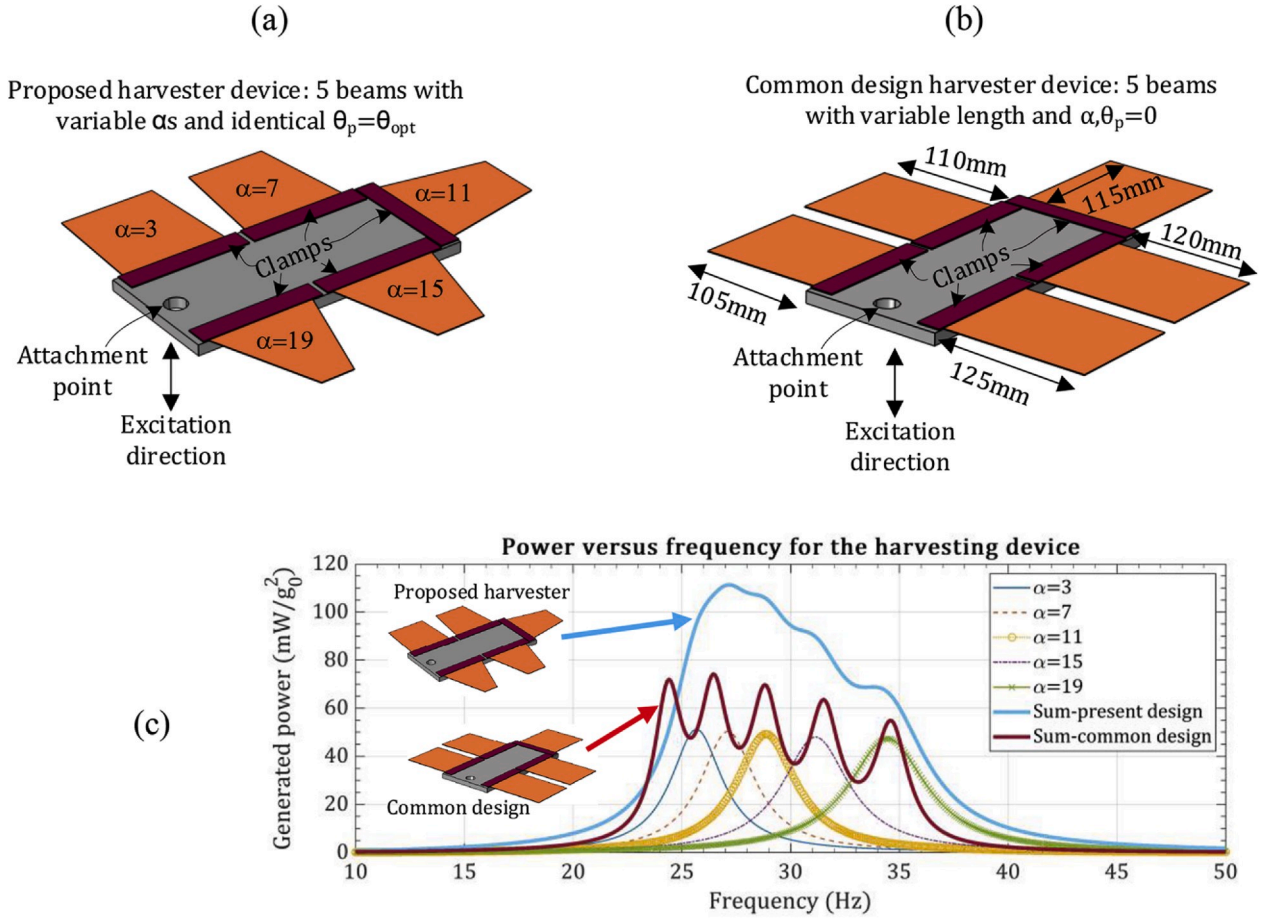 (a)
Proposed harvester device: 5 beams with
variable αs and identical θp=θopt
α=3
α=7
α=11
Clamps
α=15
α=19
Attachment
point
Excitation
direction
(b)
Common design harvester device: 5 beams
with variable length and α,θp=0
110mm
115mm
Clamps
120mm
105mm
Attachment
point
125mm
Excitation
direction
(c)
Power versus frequency for the harvesting device
Generated power (mW/g₀²)
120
100
80
60
40
20
0
Proposed harvester
Common design
α=3
α=7
α=11
α=15
α=19
Sum-present design
Sum-common design
10
15
20
25
30
35
40
45
50
Frequency (Hz)